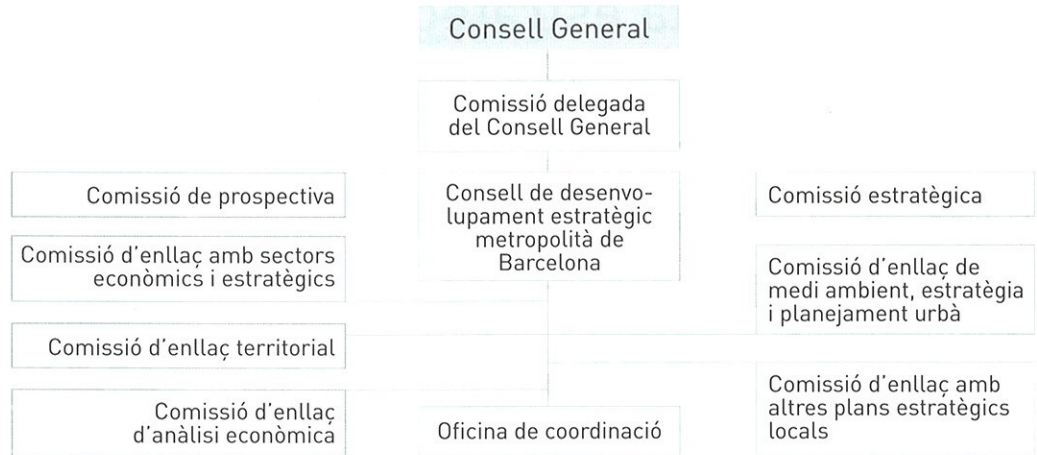 Consell General
Comissió delegada
del Consell General
Comissió de prospectiva
Consell de desenvo-
lupament estratègic
metropolità de
Barcelona
Comissió estratègica
Comissió d'enllaç amb sectors
econòmics i estratègics
Comissió d'enllaç de
medi ambient, estratègia
i planejament urbà
Comissió d'enllaç territorial
Comissió d'enllaç
d'anàlisi econòmica
Oficina de coordinació
Comissió d'enllaç amb
altres plans estratègics
locals